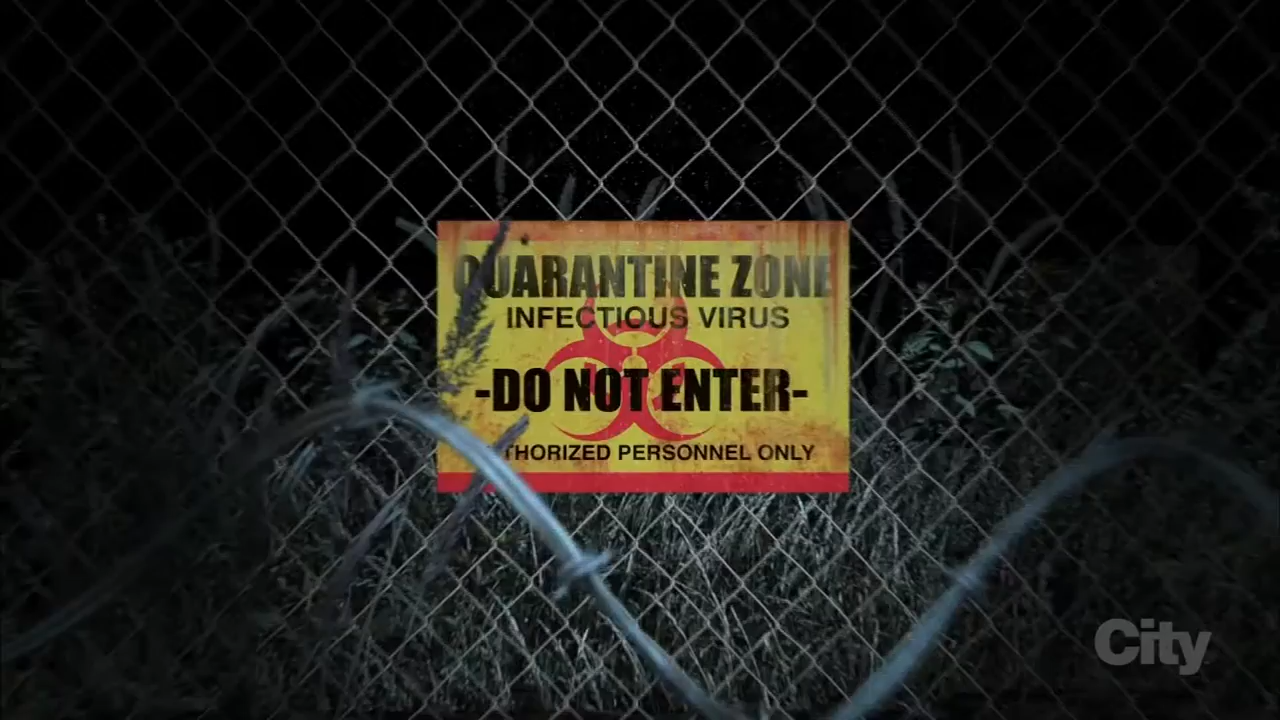 QUARANTINE ZONE
INFECTIOUS VIRUS
-DO NOT ENTER-
THORIZED PERSONNEL ONLY
City